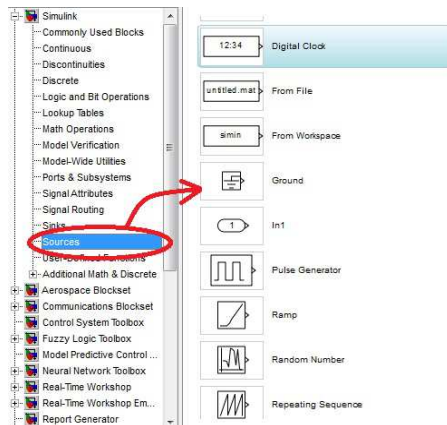 Simulink
Commonly Used Blocks
Continuous
Discontinuities
Discrete
Logic and Bit Operations
Lookup Tables
Math Operations
Model Verification
Model-Wide Utilities
Ports & Subsystems
Signal Attributes
Signal Routing
Sinks
Sources
User-Defined Functions
Additional Math & Discrete
Aerospace Blockset
Communications Blockset
Control System Toolbox
Fuzzy Logic Toolbox
Model Predictive Control ...
Neural Network Toolbox
Real-Time Workshop
Real-Time Workshop Em...
Report Generator
12:34 Digital Clock
untitled.mat From File
simin From Workspace
Ground
1 In1
Pulse Generator
Ramp
Random Number
Repeating Sequence